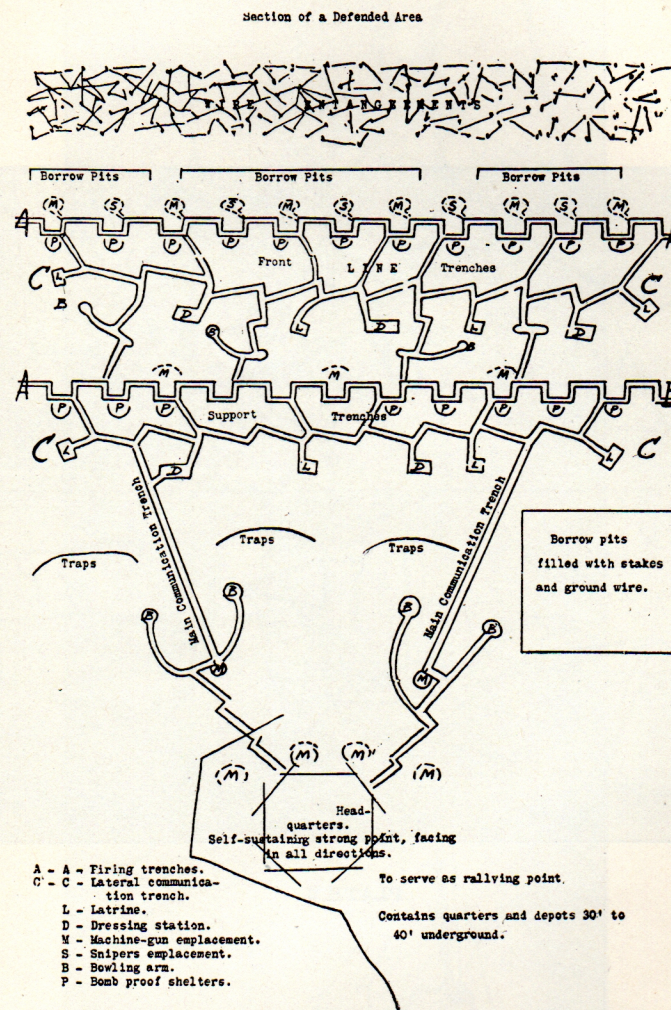 Section of a Defended Area
WIRE ENTANGEEMENTS
Borrow Pits Borrow Pits Borrow Pits
M S M S M S M S M S M
A A
P P P P P P P P P P P
Front LINE Trenches
C L C
B D B L D L D L
B
M M M
A A
P P P P P P P P
Support Trenches
C L D L D L L C
Main Communication Trench
Main Communication Trench
Traps Traps Traps
Borrow pits
filled with stakes
and ground wire.
B B B B
M M
M M M M
Head-
quarters.
Self-sustaining strong point, facing
in all directions.
A - A - Firing trenches.
C - C - Lateral communica-
tion trench.
L - Latrine.
D - Dressing station.
M - Machine-gun emplacement.
S - Snipers emplacement.
B - Bowling arm.
P - Bomb proof shelters.
To serve as rallying point
Contains quarters and depots 30' to
40' underground.